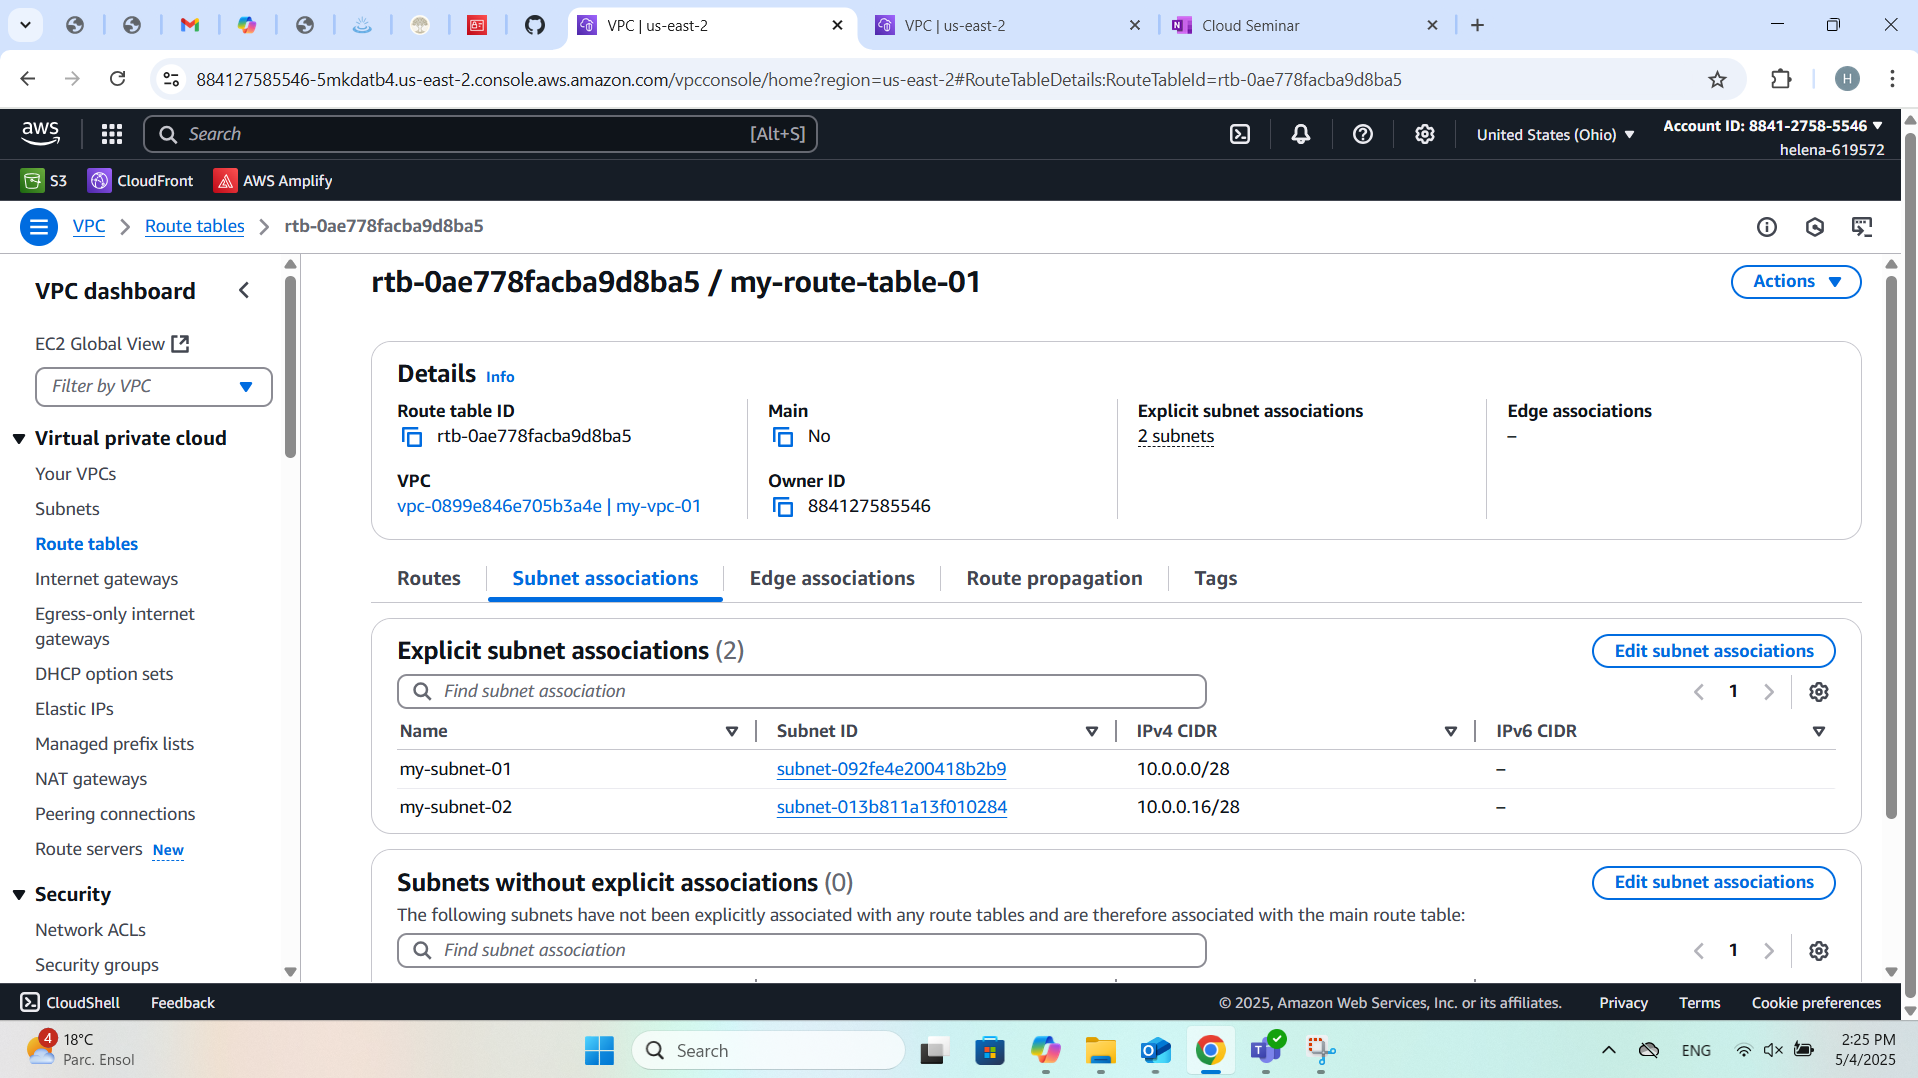 VPC | us-east-2
VPC | us-east-2
Cloud Seminar
884127585546-5mkdatb4.us-east-2.console.aws.amazon.com/vpcconsole/home?region=us-east-2#RouteTableDetails:RouteTableId=rtb-0ae778facba9d8ba5
H
aws
Search
[Alt+S]
United States (Ohio)
Account ID: 8841-2758-5546
helena-619572
S3
CloudFront
AWS Amplify
VPC
Route tables
rtb-0ae778facba9d8ba5
VPC dashboard
EC2 Global View
Filter by VPC
Virtual private cloud
Your VPCs
Subnets
Route tables
Internet gateways
Egress-only internet
gateways
DHCP option sets
Elastic IPs
Managed prefix lists
NAT gateways
Peering connections
Route servers New
Security
Network ACLs
Security groups
rtb-0ae778facba9d8ba5 / my-route-table-01
Actions
Details Info
Route table ID
rtb-0ae778facba9d8ba5
Main
No
Explicit subnet associations
2 subnets
Edge associations
–
VPC
vpc-0899e846e705b3a4e | my-vpc-01
Owner ID
884127585546
Routes
Subnet associations
Edge associations
Route propagation
Tags
Explicit subnet associations (2)
Edit subnet associations
Find subnet association
1
Name
Subnet ID
IPv4 CIDR
IPv6 CIDR
my-subnet-01
subnet-092fe4e200418b2b9
10.0.0.0/28
–
my-subnet-02
subnet-013b811a13f010284
10.0.0.16/28
–
Subnets without explicit associations (0)
Edit subnet associations
The following subnets have not been explicitly associated with any route tables and are therefore associated with the main route table:
Find subnet association
1
CloudShell
Feedback
© 2025, Amazon Web Services, Inc. or its affiliates.
Privacy
Terms
Cookie preferences
4
18°C
Parc. Ensol
Search
ENG
2:25 PM
5/4/2025